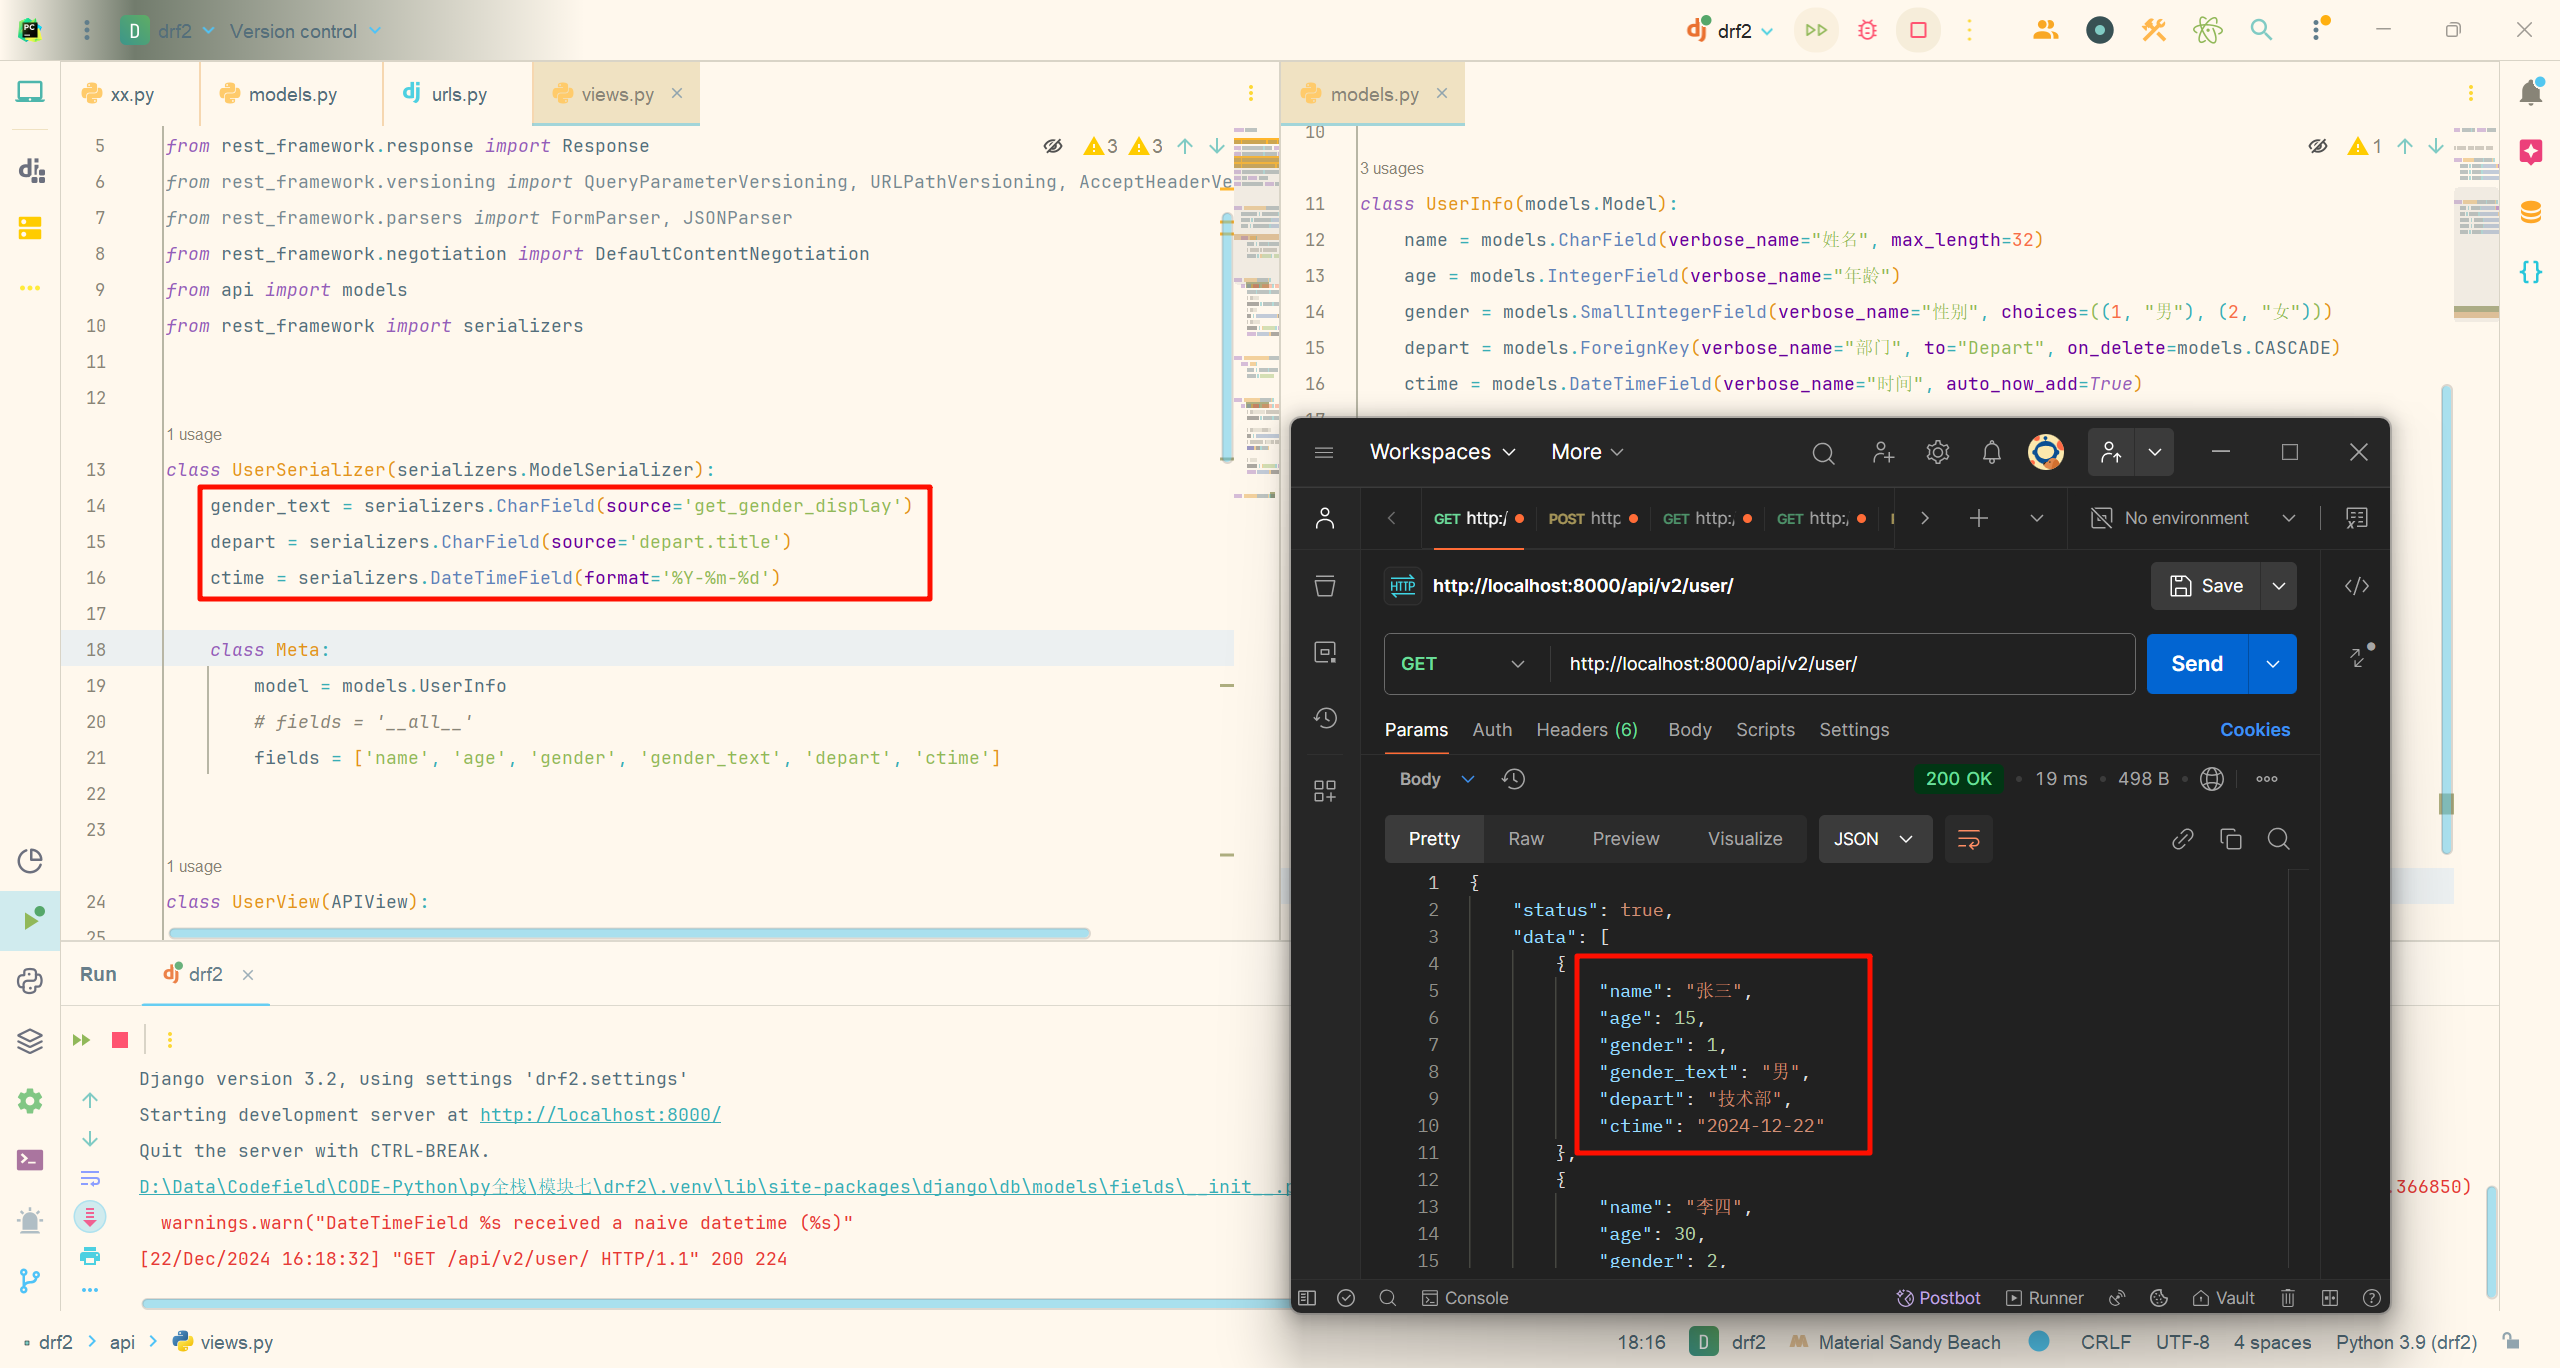 D drf2 Version control drf2
xx.py models.py urls.py views.py
3 3
5 from rest_framework.response import Response
6 from rest_framework.versioning import QueryParameterVersioning, URLPathVersioning, AcceptHeaderVe
7 from rest_framework.parsers import FormParser, JSONParser
8 from rest_framework.negotiation import DefaultContentNegotiation
9 from api import models
10 from rest_framework import serializers
11
12
1 usage
13 class UserSerializer(serializers.ModelSerializer):
14 gender_text = serializers.CharField(source='get_gender_display')
15 depart = serializers.CharField(source='depart.title')
16 ctime = serializers.DateTimeField(format='%Y-%m-%d')
17
18 class Meta:
19 model = models.UserInfo
20 # fields = '__all__'
21 fields = ['name', 'age', 'gender', 'gender_text', 'depart', 'ctime']
22
23
1 usage
24 class UserView(APIView):
25
models.py
1
10
3 usages
11 class UserInfo(models.Model):
12 name = models.CharField(verbose_name="姓名", max_length=32)
13 age = models.IntegerField(verbose_name="年龄")
14 gender = models.SmallIntegerField(verbose_name="性别", choices=((1, "男"), (2, "女")))
15 depart = models.ForeignKey(verbose_name="部门", to="Depart", on_delete=models.CASCADE)
16 ctime = models.DateTimeField(verbose_name="时间", auto_now_add=True)
Workspaces More
GET http:/ POST http GET http: GET http: No environment
HTTP http://localhost:8000/api/v2/user/ Save
GET http://localhost:8000/api/v2/user/ Send
Params Auth Headers (6) Body Scripts Settings Cookies
Body 200 OK 19 ms 498 B
Pretty Raw Preview Visualize JSON
1 {
2 "status": true,
3 "data": [
4 {
5 "name": "张三",
6 "age": 15,
7 "gender": 1,
8 "gender_text": "男",
9 "depart": "技术部",
10 "ctime": "2024-12-22"
11 },
12 {
13 "name": "李四",
14 "age": 30,
15 "gender": 2,
Console Postbot Runner Vault
Run drf2
Django version 3.2, using settings 'drf2.settings'
Starting development server at http://localhost:8000/
Quit the server with CTRL-BREAK.
D:\Data\Codefield\CODE-Python\py全栈\模块七\drf2\.venv\lib\site-packages\django\db\models\fields\__init__.p .366850)
warnings.warn("DateTimeField %s received a naive datetime (%s)"
[22/Dec/2024 16:18:32] "GET /api/v2/user/ HTTP/1.1" 200 224
drf2 api views.py 18:16 D drf2 Material Sandy Beach CRLF UTF-8 4 spaces Python 3.9 (drf2)